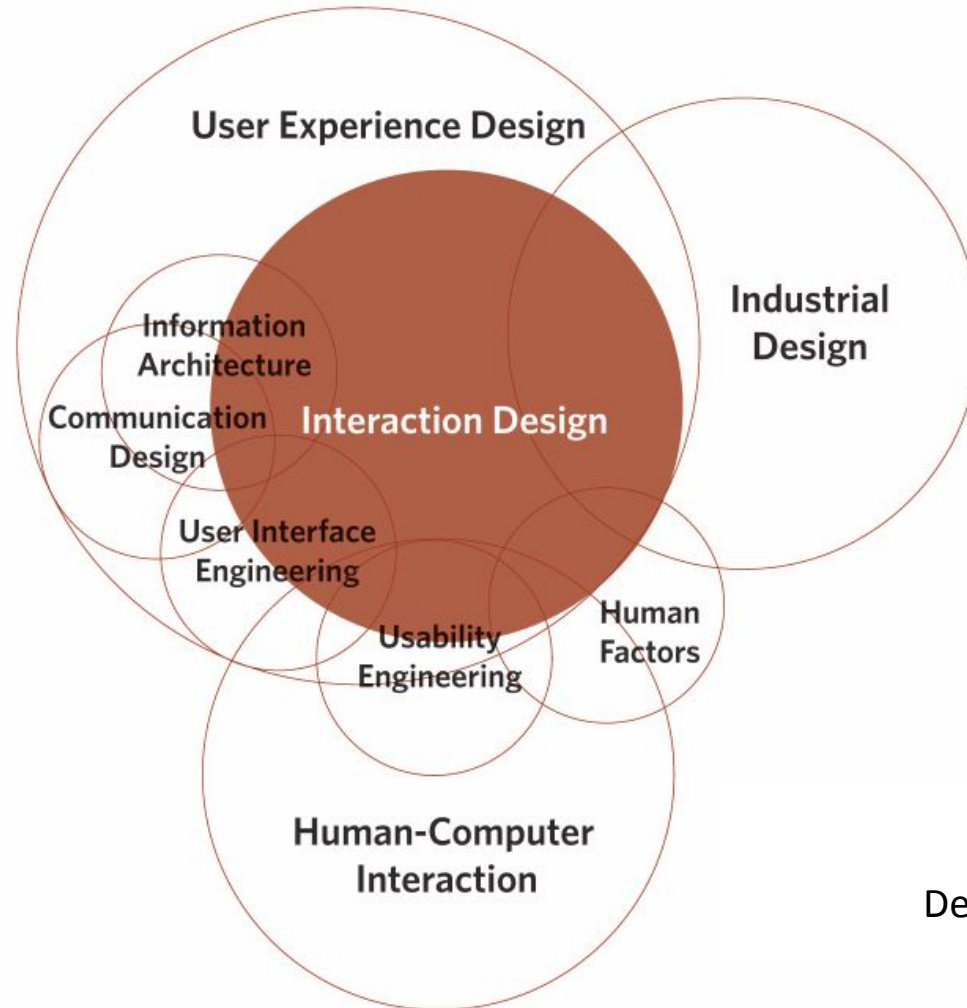 User Experience Design
Industrial
Design
Information
Architecture
Communication
Design
Interaction Design
User Interface
Engineering
Usability
Engineering
Human
Factors
Human-Computer
Interaction
De